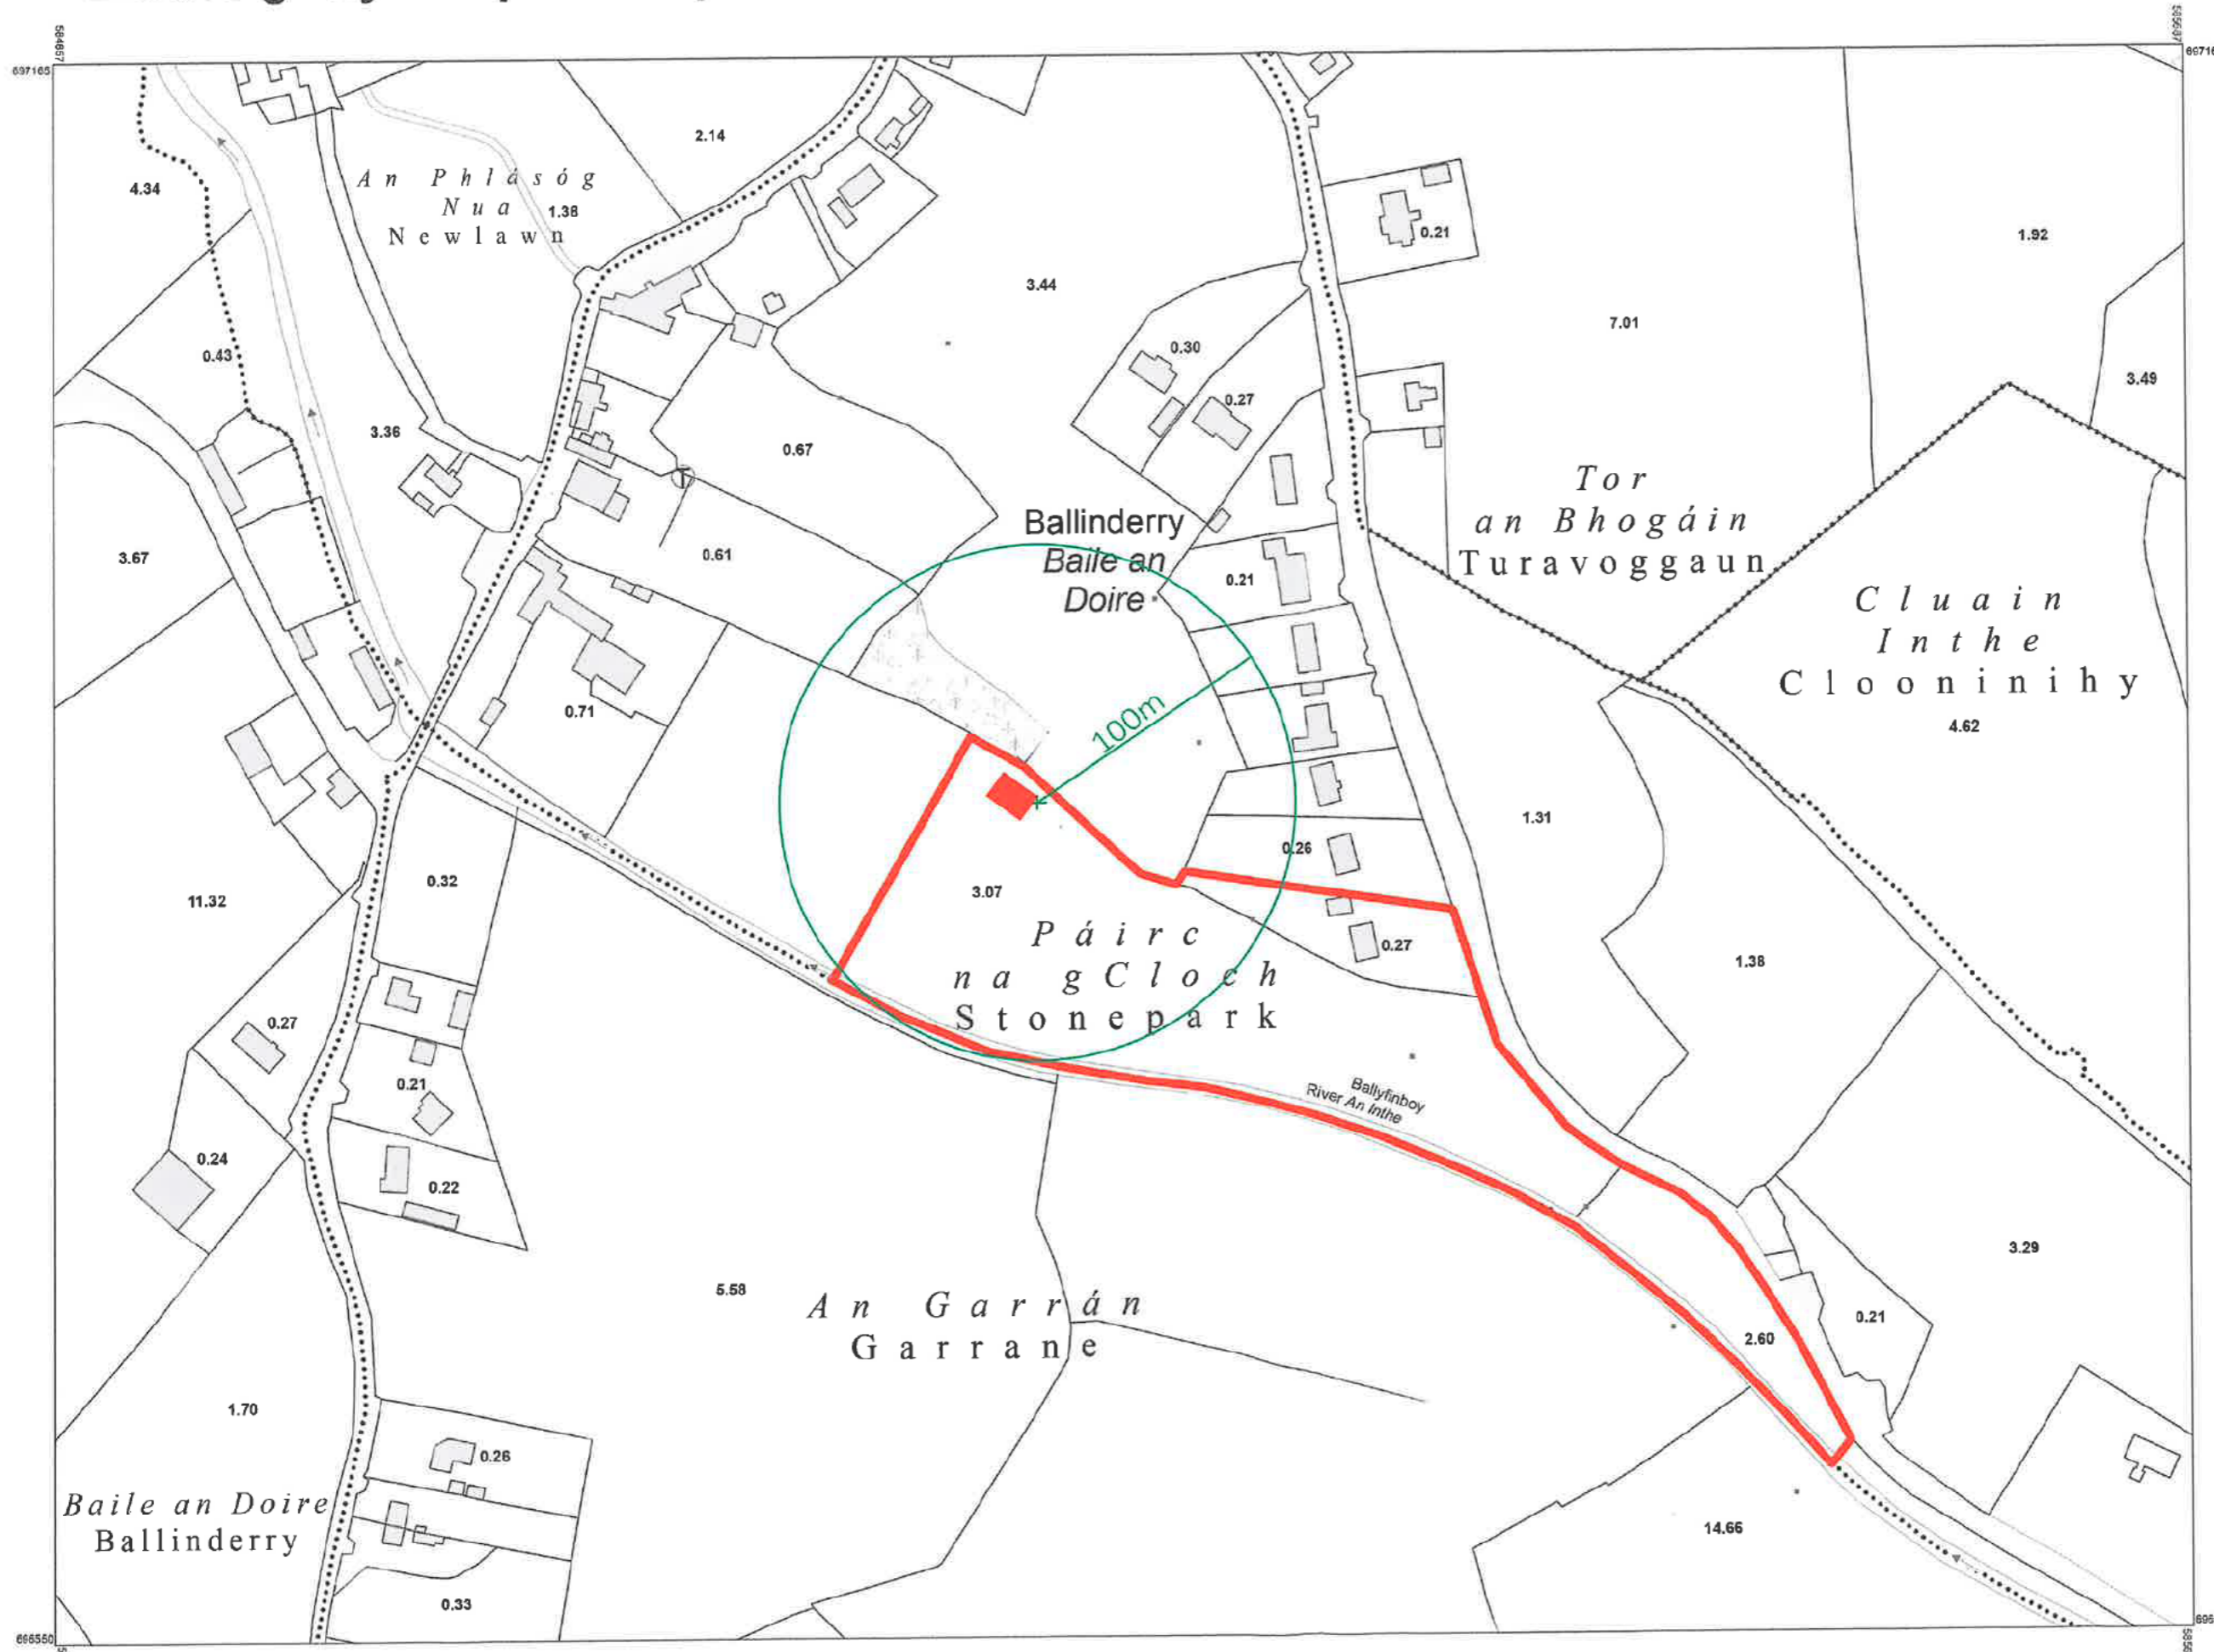 584857
585687
697165
4.34
An Phlásóg
Nua
Newlawn
1.38
2.14
3.44
0.21
1.92
7.01
3.49
0.43
3.36
0.30
0.27
0.67
3.67
0.61
Ballinderry
Baile an
Doire
0.21
Tor
an Bhogáin
Turavoggaun
Cluain
Inthe
Clooninihy
4.62
0.71
100m
1.31
0.26
11.32
0.32
3.07
Páirc
na gCloch
Stonepark
0.27
1.38
0.27
0.21
Ballyfinboy
River An Inthe
0.24
0.22
5.58
An Garrán
Garrane
2.60
0.21
3.29
1.70
0.26
Baile an Doire
Ballinderry
14.66
0.33
696550